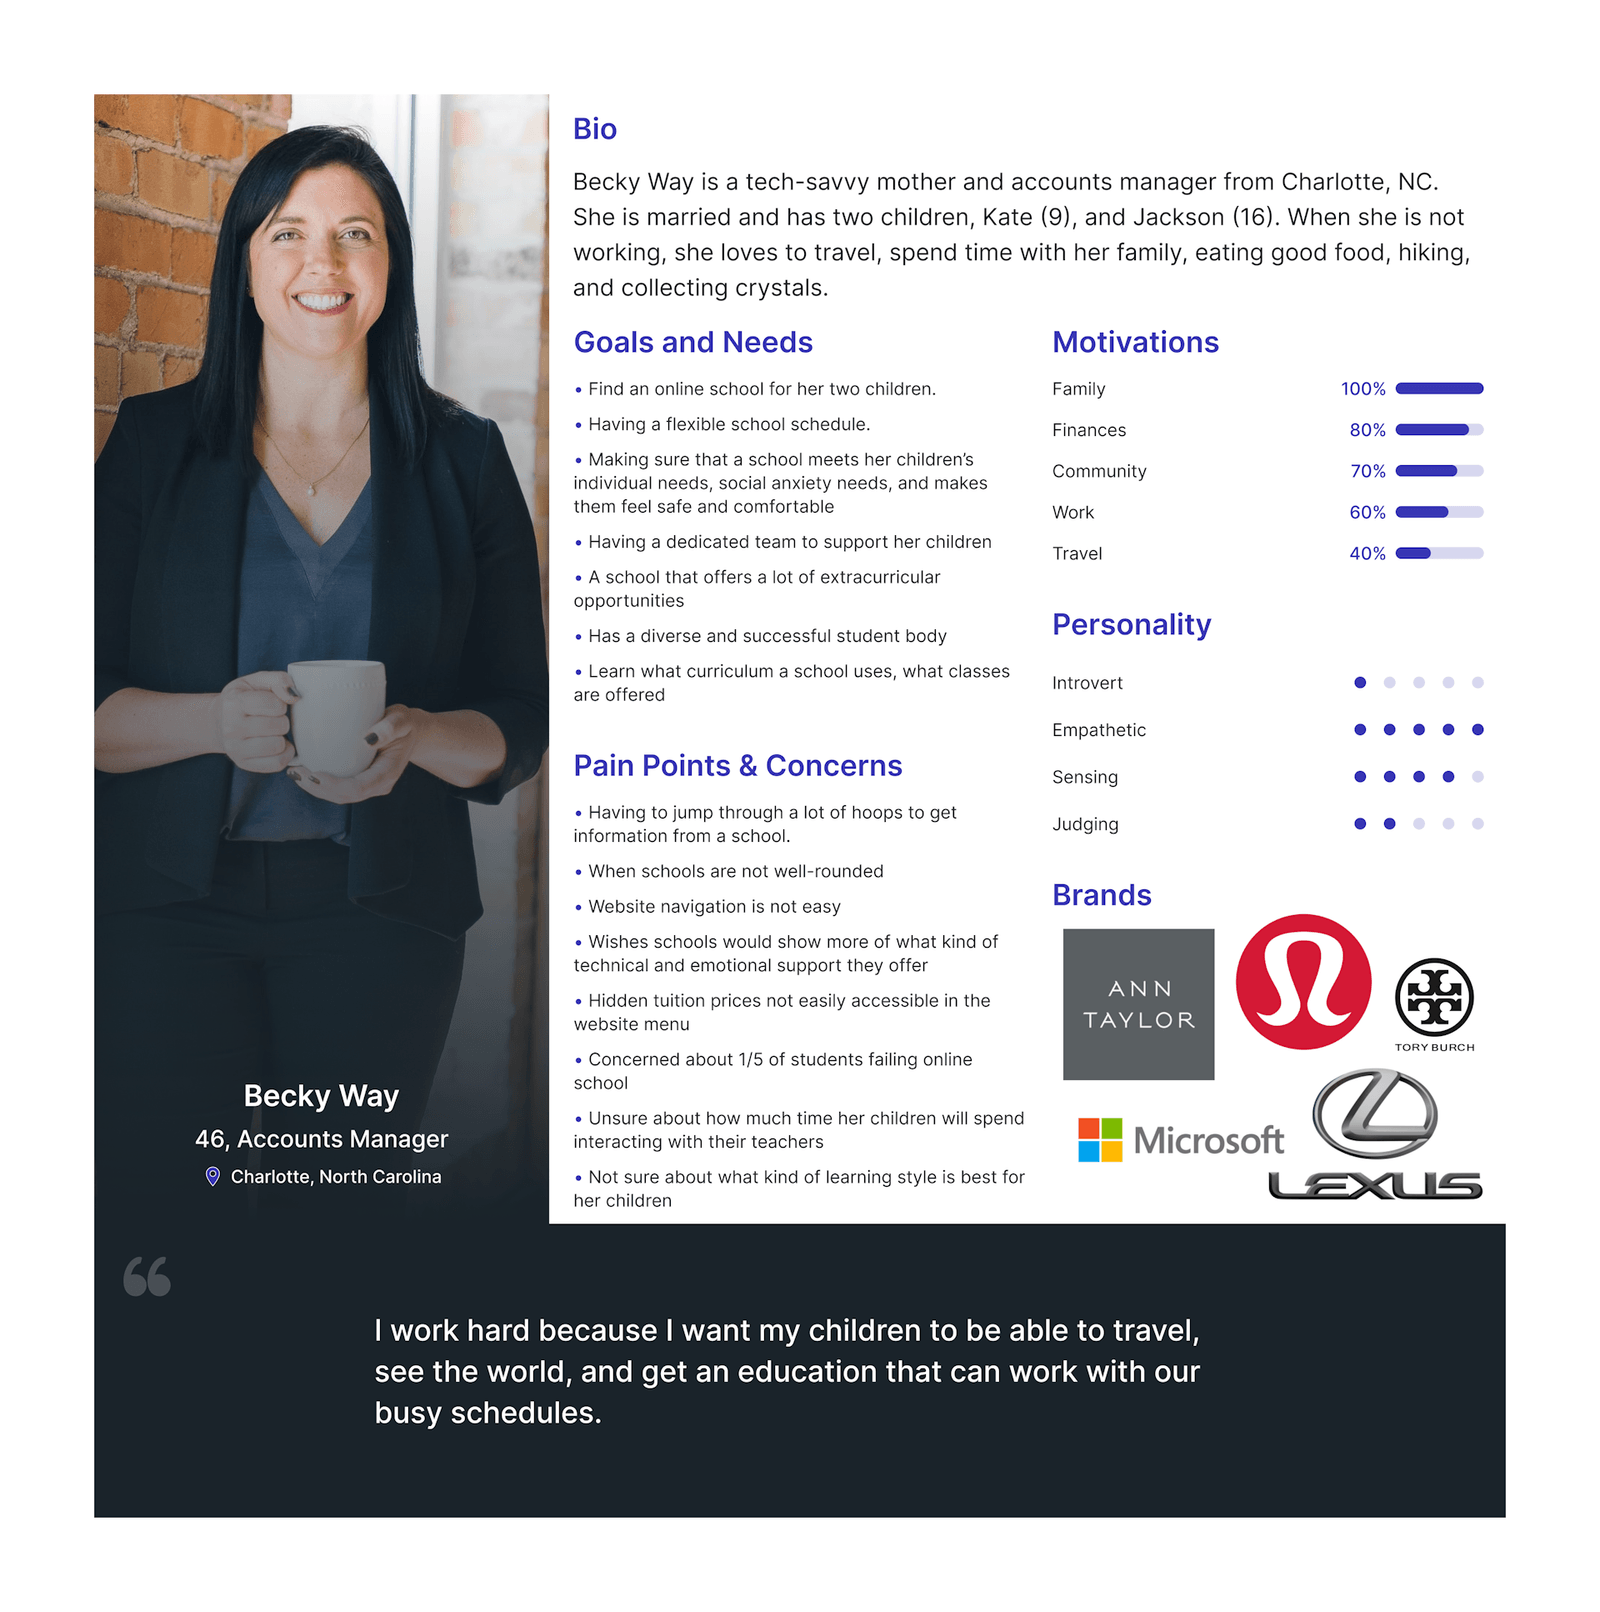 Bio
Becky Way is a tech-savvy mother and accounts manager from Charlotte, NC.
She is married and has two children, Kate (9), and Jackson (16). When she is not
working, she loves to travel, spend time with her family, eating good food, hiking,
and collecting crystals.
Goals and Needs
• Find an online school for her two children.
• Having a flexible school schedule.
• Making sure that a school meets her children's
individual needs, social anxiety needs, and makes
them feel safe and comfortable
• Having a dedicated team to support her children
• A school that offers a lot of extracurricular
opportunities
• Has a diverse and successful student body
• Learn what curriculum a school uses, what classes
are offered
Pain Points & Concerns
• Having to jump through a lot of hoops to get
information from a school.
• When schools are not well-rounded
• Website navigation is not easy
• Wishes schools would show more of what kind of
technical and emotional support they offer
• Hidden tuition prices not easily accessible in the
website menu
• Concerned about 1/5 of students failing online
school
• Unsure about how much time her children will spend
interacting with their teachers
• Not sure about what kind of learning style is best for
her children
Motivations
Family 100%
Finances 80%
Community 70%
Work 60%
Travel 40%
Personality
Introvert
Empathetic
Sensing
Judging
Brands
ANN
TAYLOR
TORY BURCH
Microsoft
LEXUS
Becky Way
46, Accounts Manager
Charlotte, North Carolina
“
I work hard because I want my children to be able to travel,
see the world, and get an education that can work with our
busy schedules.